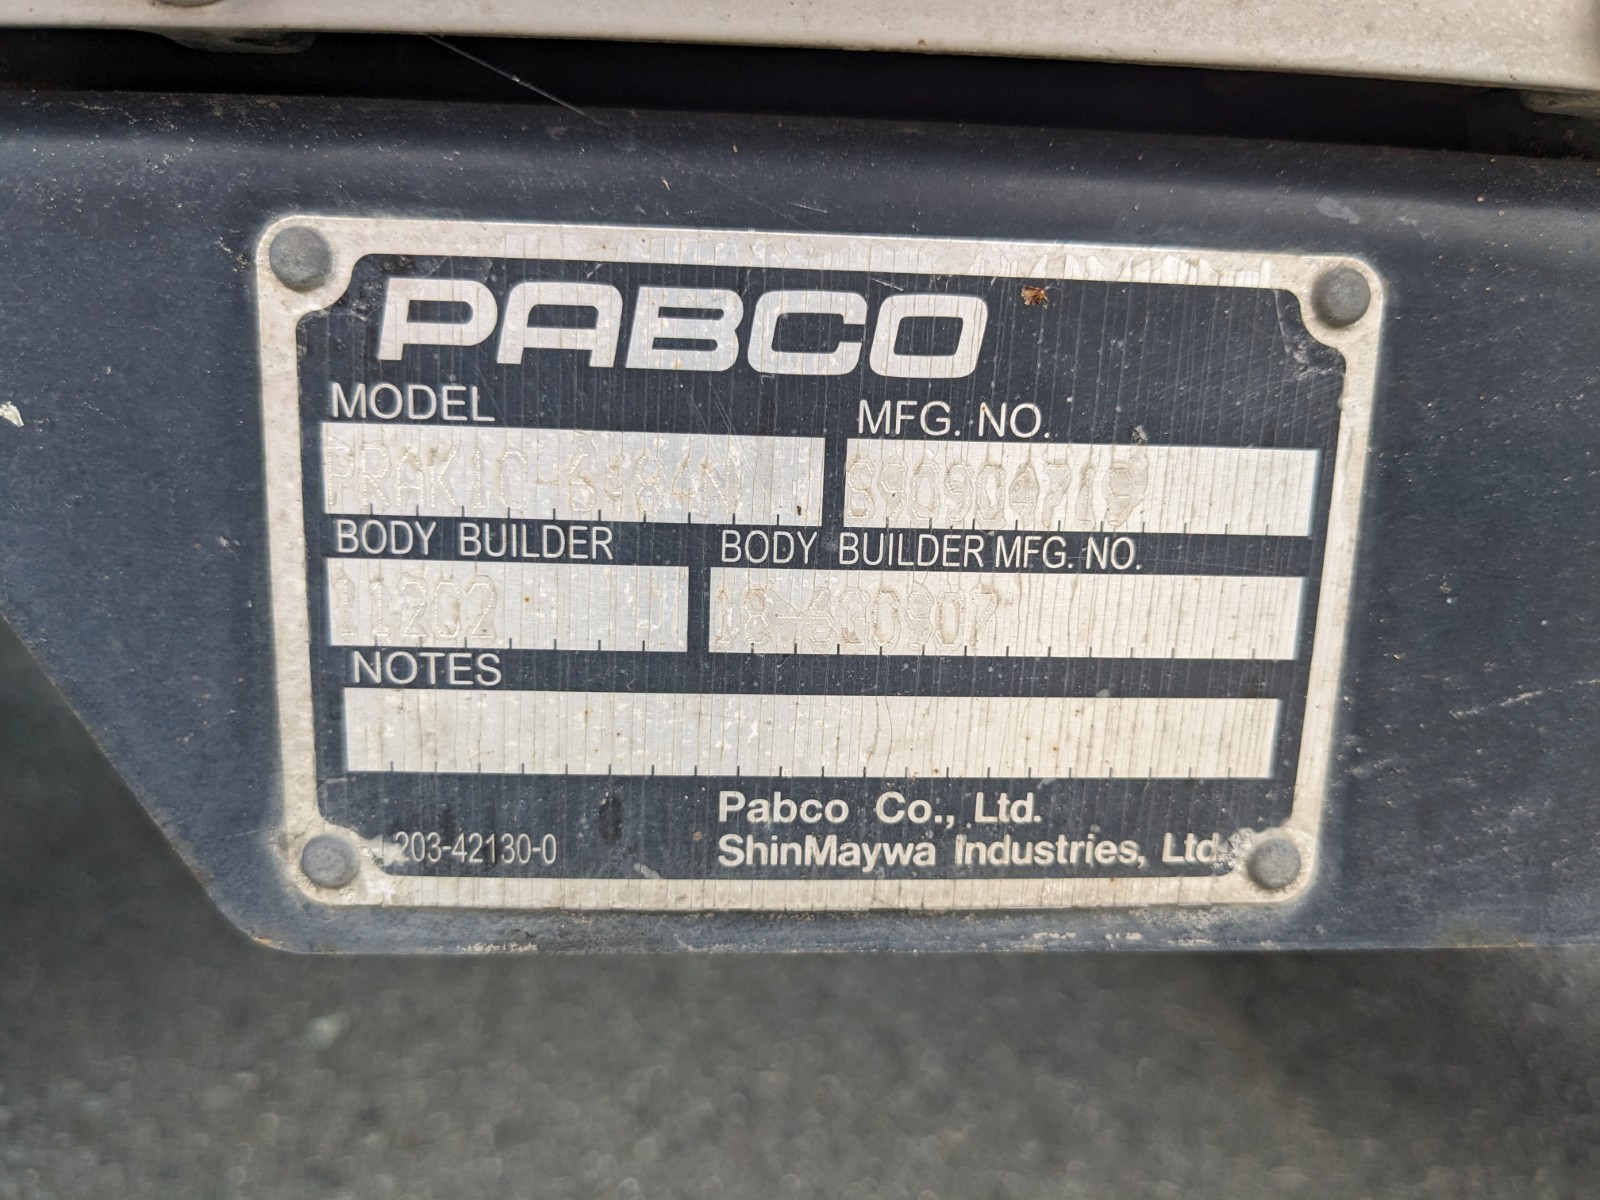 PABCO
MODEL MFG. NO.
BODY BUILDER BODY BUILDER MFG. NO.
11202
NOTES
Pabco Co., Ltd.
203-42130-0 ShinMaywa Industries, Ltd.